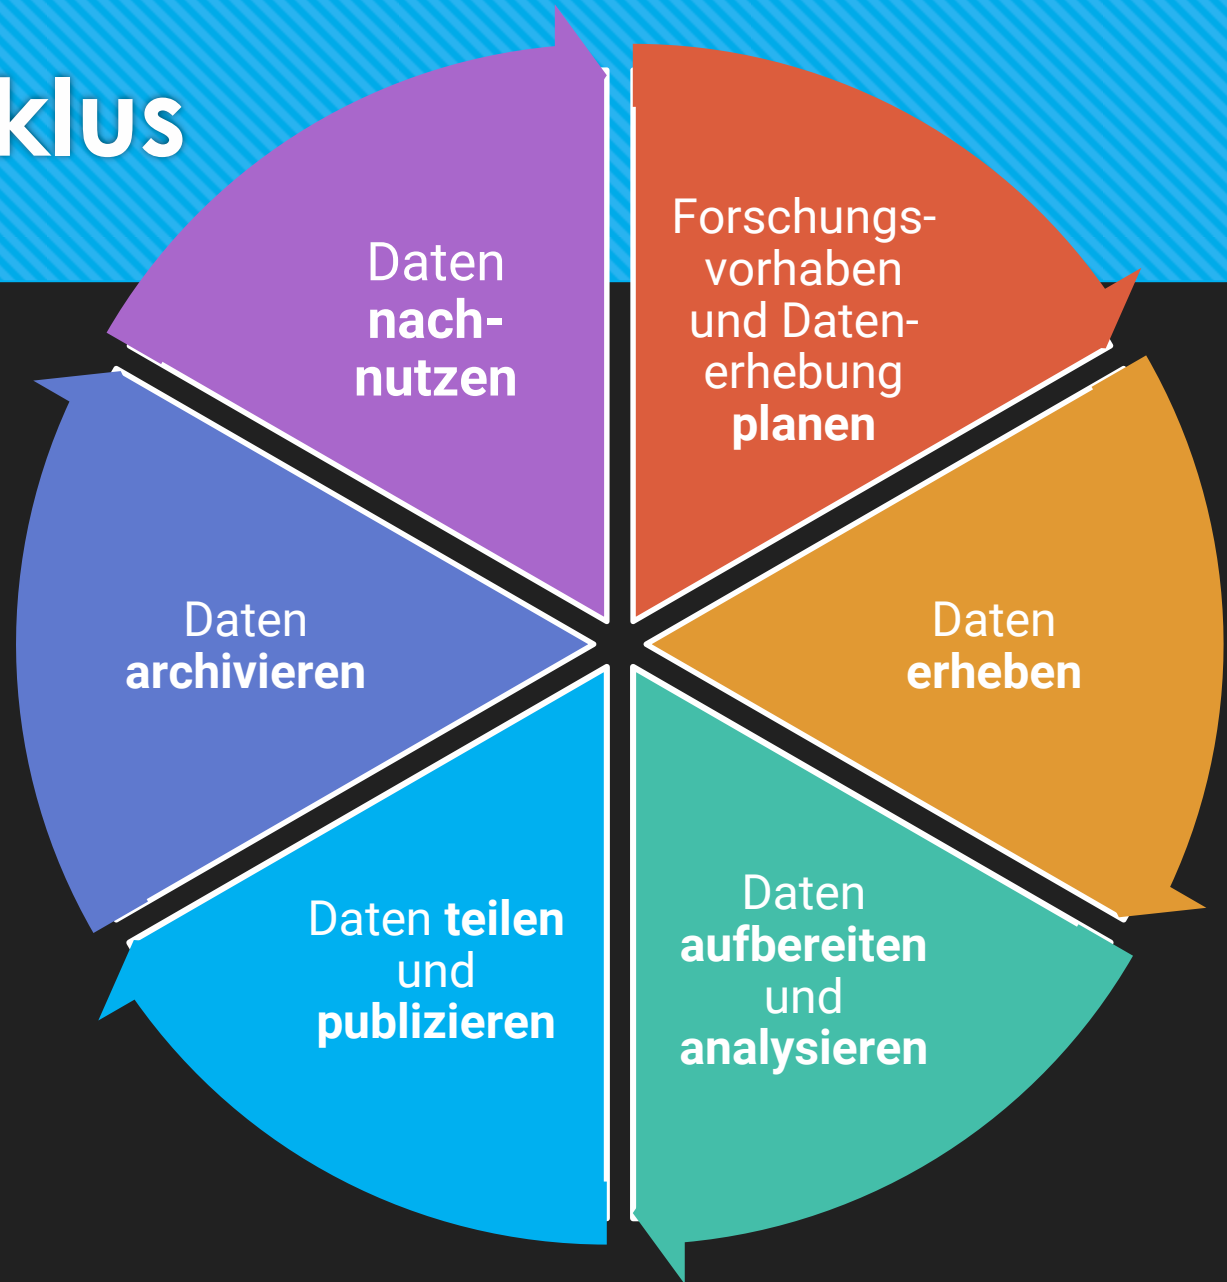 klus
Forschungs-
vorhaben
und Daten-
erhebung
planen
Daten
erheben
Daten
aufbereiten
und
analysieren
Daten teilen
und
publizieren
Daten
archivieren
Daten
nach-
nutzen